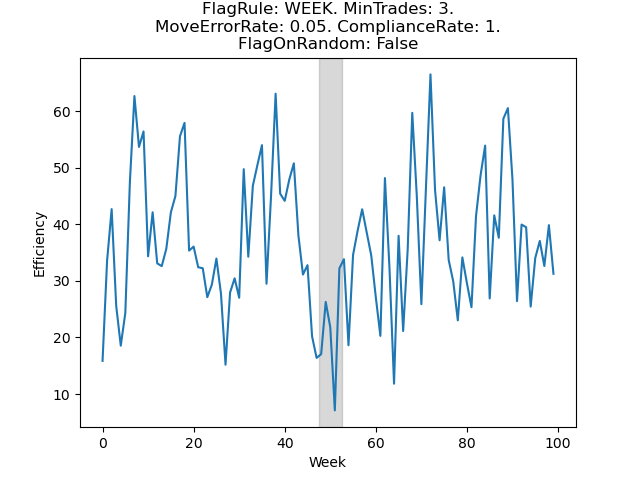 FlagRule: WEEK. MinTrades: 3.
MoveErrorRate: 0.05. ComplianceRate: 1.
FlagOnRandom: False
60
50
40
30
20
10
Efficiency
0 20 40 60 80 100
Week